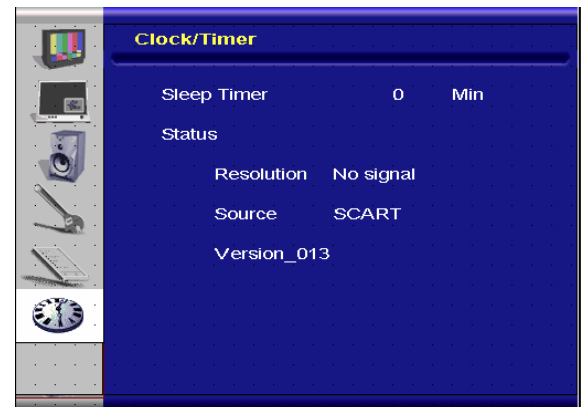 Clock/Timer
Sleep Timer 0 Min
Status
Resolution No signal
Source SCART
Version_013